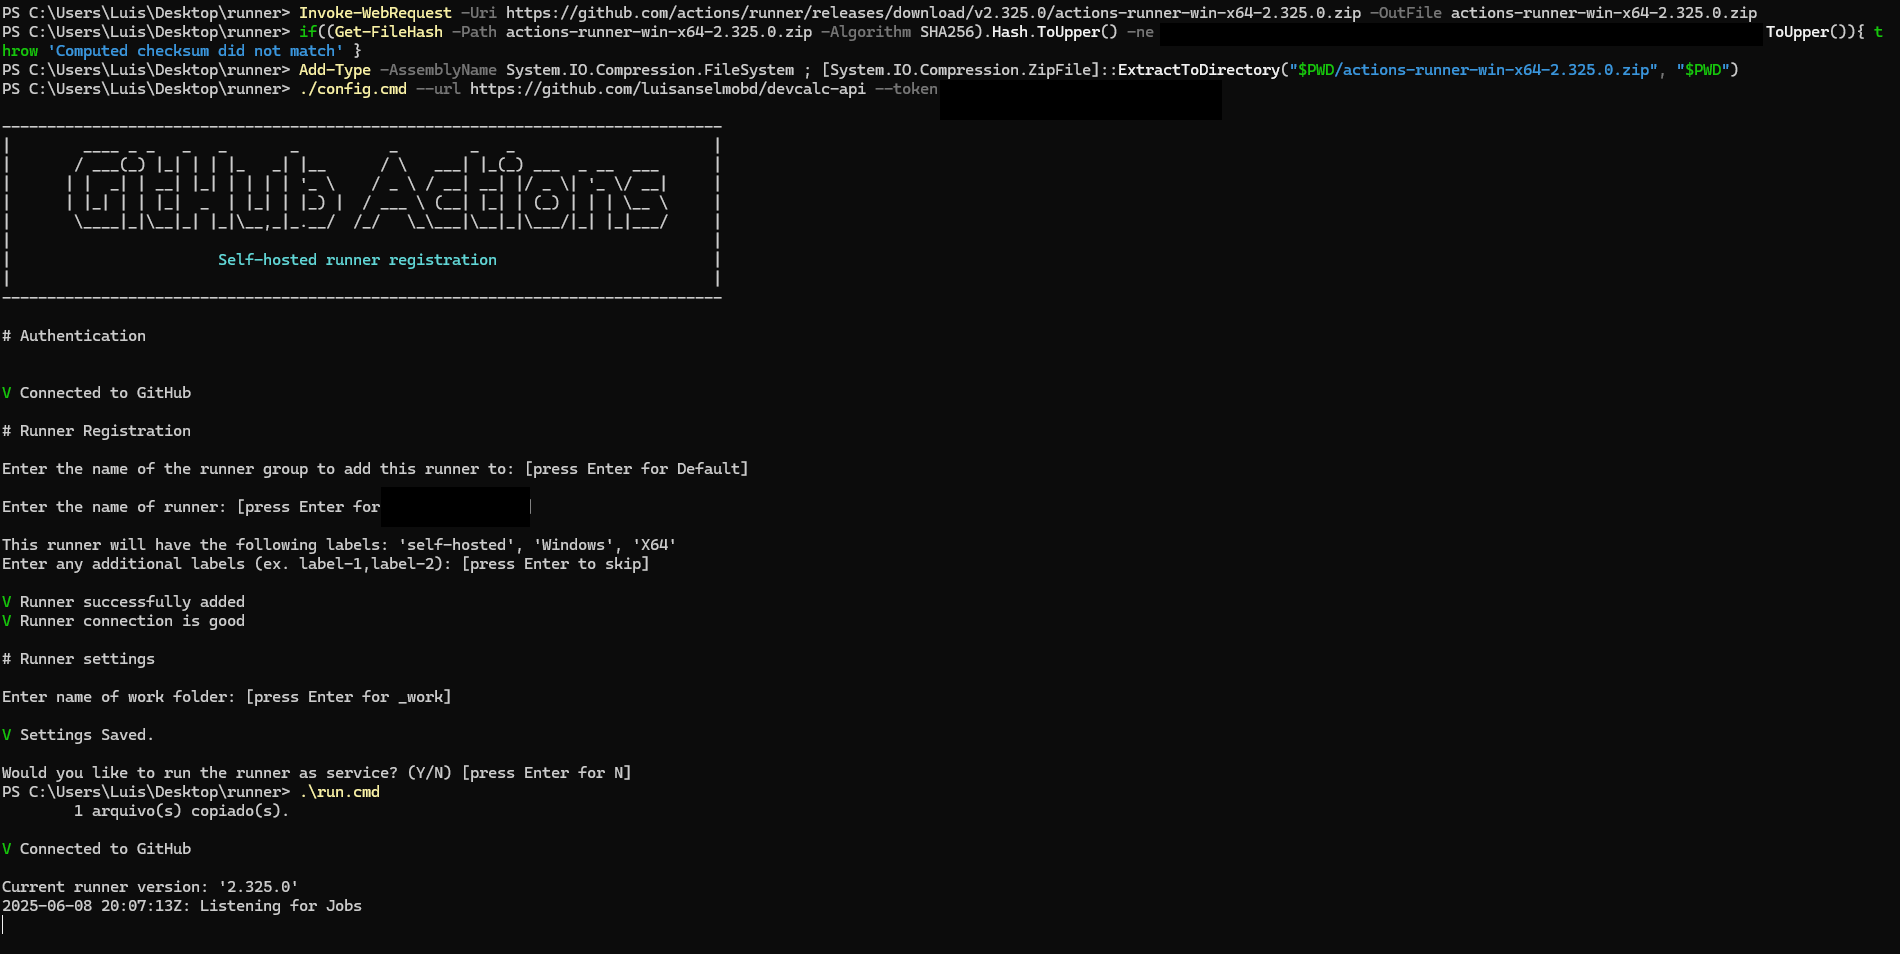 PS C:\Users\Luis\Desktop\runner> Invoke-WebRequest -Uri https://github.com/actions/runner/releases/download/v2.325.0/actions-runner-win-x64-2.325.0.zip -OutFile actions-runner-win-x64-2.325.0.zip
PS C:\Users\Luis\Desktop\runner> if((Get-FileHash -Path actions-runner-win-x64-2.325.0.zip -Algorithm SHA256).Hash.ToUpper() -ne ToUpper()){ t
hrow 'Computed checksum did not match' }
PS C:\Users\Luis\Desktop\runner> Add-Type -AssemblyName System.IO.Compression.FileSystem ; [System.IO.Compression.ZipFile]::ExtractToDirectory("$PWD/actions-runner-win-x64-2.325.0.zip", "$PWD")
PS C:\Users\Luis\Desktop\runner> ./config.cmd --url https://github.com/luisanselmobd/devcalc-api --token
GitHub Actions
Self-hosted runner registration
# Authentication
√ Connected to GitHub
# Runner Registration
Enter the name of the runner group to add this runner to: [press Enter for Default]
Enter the name of runner: [press Enter for ]
This runner will have the following labels: 'self-hosted', 'Windows', 'X64'
Enter any additional labels (ex. label-1,label-2): [press Enter to skip]
V Runner successfully added
V Runner connection is good
# Runner settings
Enter name of work folder: [press Enter for _work]
V Settings Saved.
Would you like to run the runner as service? (Y/N) [press Enter for N]
PS C:\Users\Luis\Desktop\runner> .\run.cmd
1 arquivo(s) copiado(s).
V Connected to GitHub
Current runner version: '2.325.0'
2025-06-08 20:07:13Z: Listening for Jobs